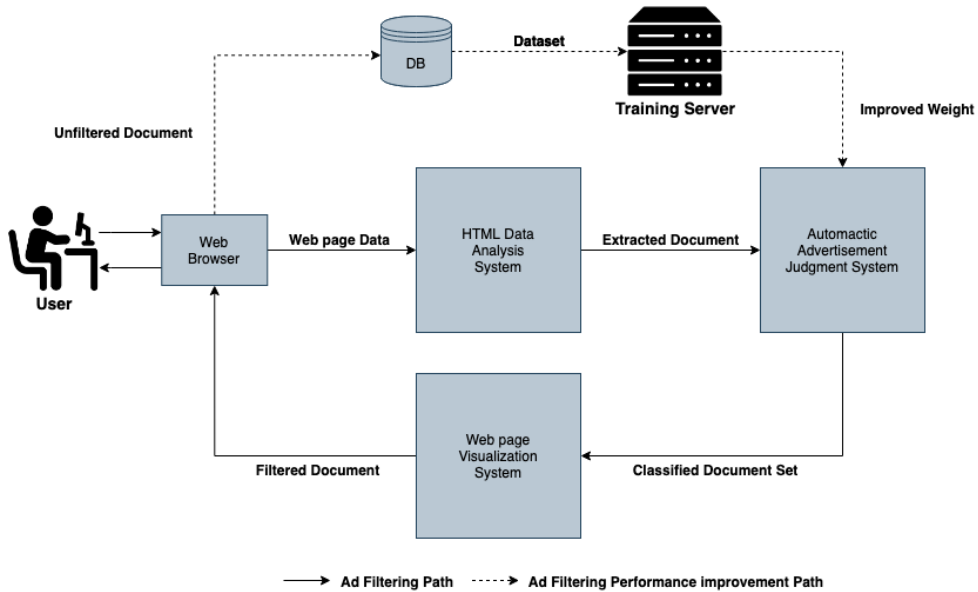 DB
Dataset
Training Server
Improved Weight
Unfiltered Document
User
Web
Browser
Web page Data
HTML Data
Analysis
System
Extracted Document
Automactic
Advertisement
Judgment System
Filtered Document
Web page
Visualization
System
Classified Document Set
Ad Filtering Path
Ad Filtering Performance improvement Path